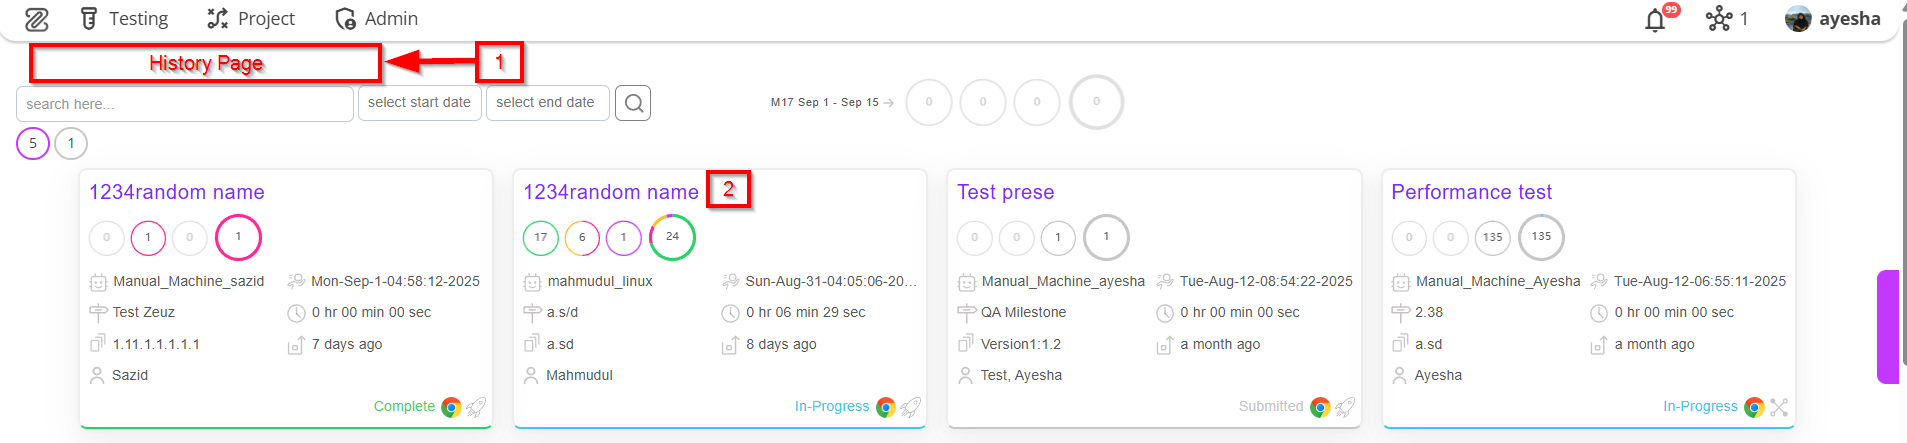 Testing Project Admin 99 1 ayesha
History Page 1
search here... select start date select end date M17 Sep 1 - Sep 15 0 0 0 0
5 1
1234random name 1234random name 2 Test prese Performance test
0 1 0 1 17 6 1 24 0 0 1 1 0 0 135 135
Manual_Machine_sazid Mon-Sep-1-04:58:12-2025 mahmudul_linux Sun-Aug-31-04:05:06-20... Manual_Machine_ayesha Tue-Aug-12-08:54:22-2025 Manual_Machine_Ayesha Tue-Aug-12-06:55:11-2025
Test Zeuz 0 hr 00 min 00 sec a.s/d 0 hr 06 min 29 sec QA Milestone 0 hr 00 min 00 sec 2.38 0 hr 00 min 00 sec
1.11.1.1.1.1.1 7 days ago a.sd 8 days ago Version1:1.2 a month ago a.sd a month ago
Sazid Mahmudul Test, Ayesha Ayesha
Complete In-Progress Submitted In-Progress